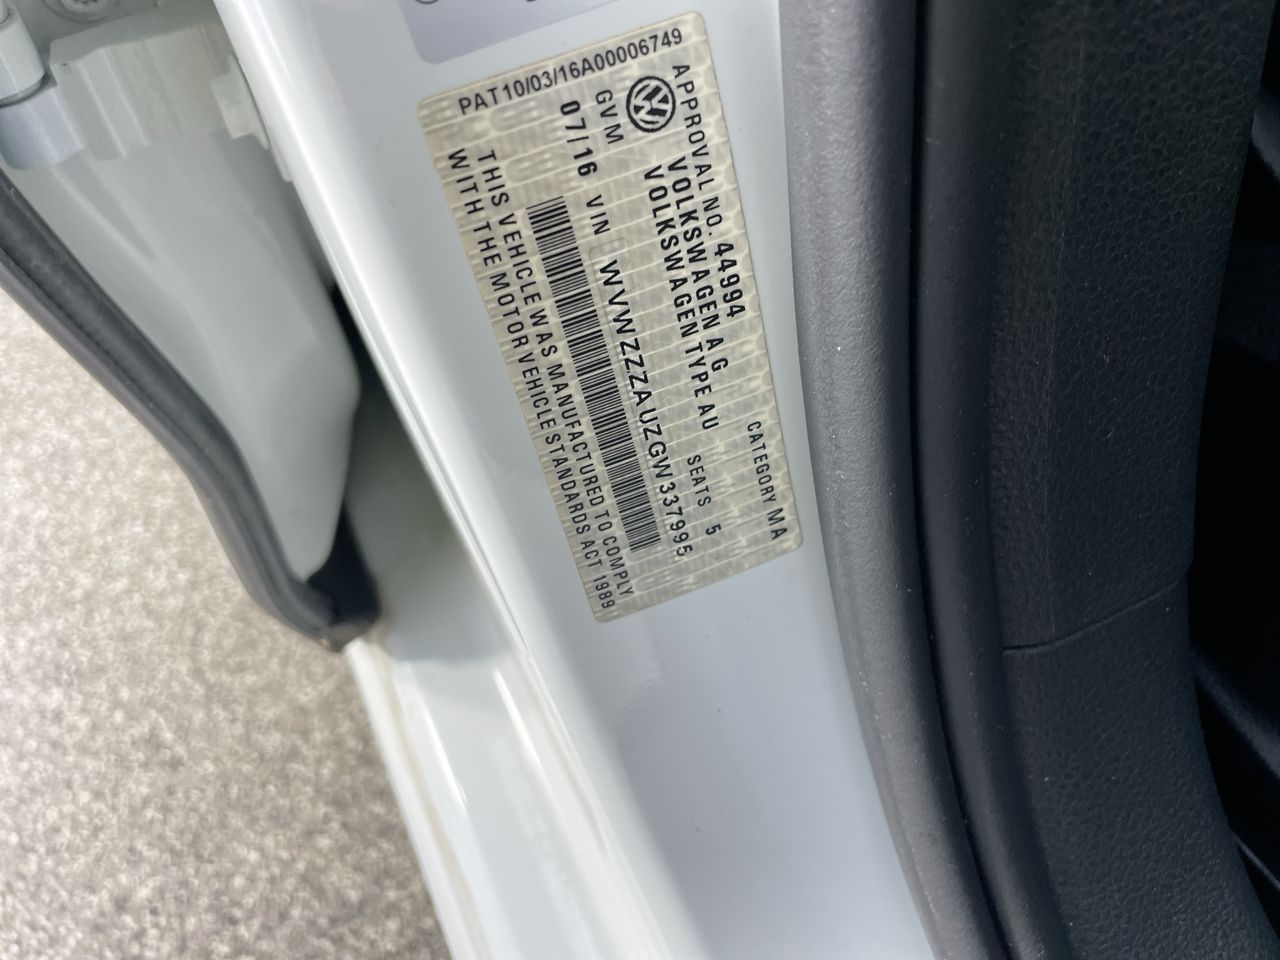 PAT10/03/16A00006749
APPROVAL NO. 44994 CATEGORY MA
VOLKSWAGEN A G
VOLKSWAGEN TYPE AU SEATS 5
GVM
07/16 VIN WVWZZZAUZGW337995
THIS VEHICLE WAS MANUFACTURED TO COMPLY
WITH THE MOTOR VEHICLE STANDARDS ACT 1989